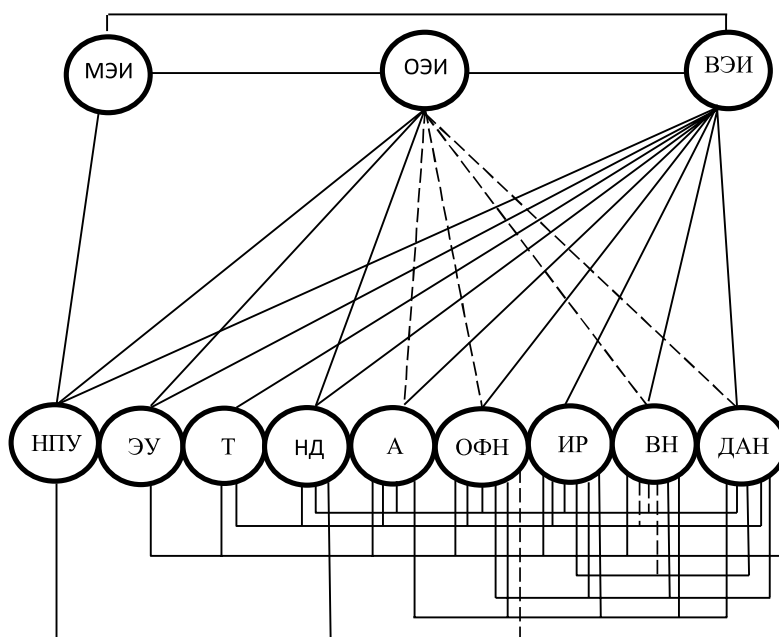 МЭИ ОЭИ ВЭИ
НПУ ЭУ Т НД А ОФН ИР ВН ДАН